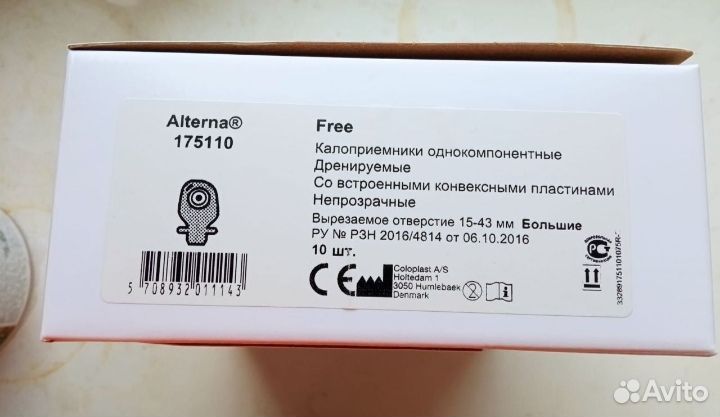 Alterna®
175110
Free
Калоприемники однокомпонентные
Дренируемые
Со встроенными конвексными пластинами
Непрозрачные
Вырезаемое отверстие 15-43 мм Большие
РУ № РЗН 2016/4814 от 06.10.2016
10 шт.
CE
Coloplast A/S
Holtedam 1
3050 Humlebaek
Denmark
2
i
5 708932 011143
Avito